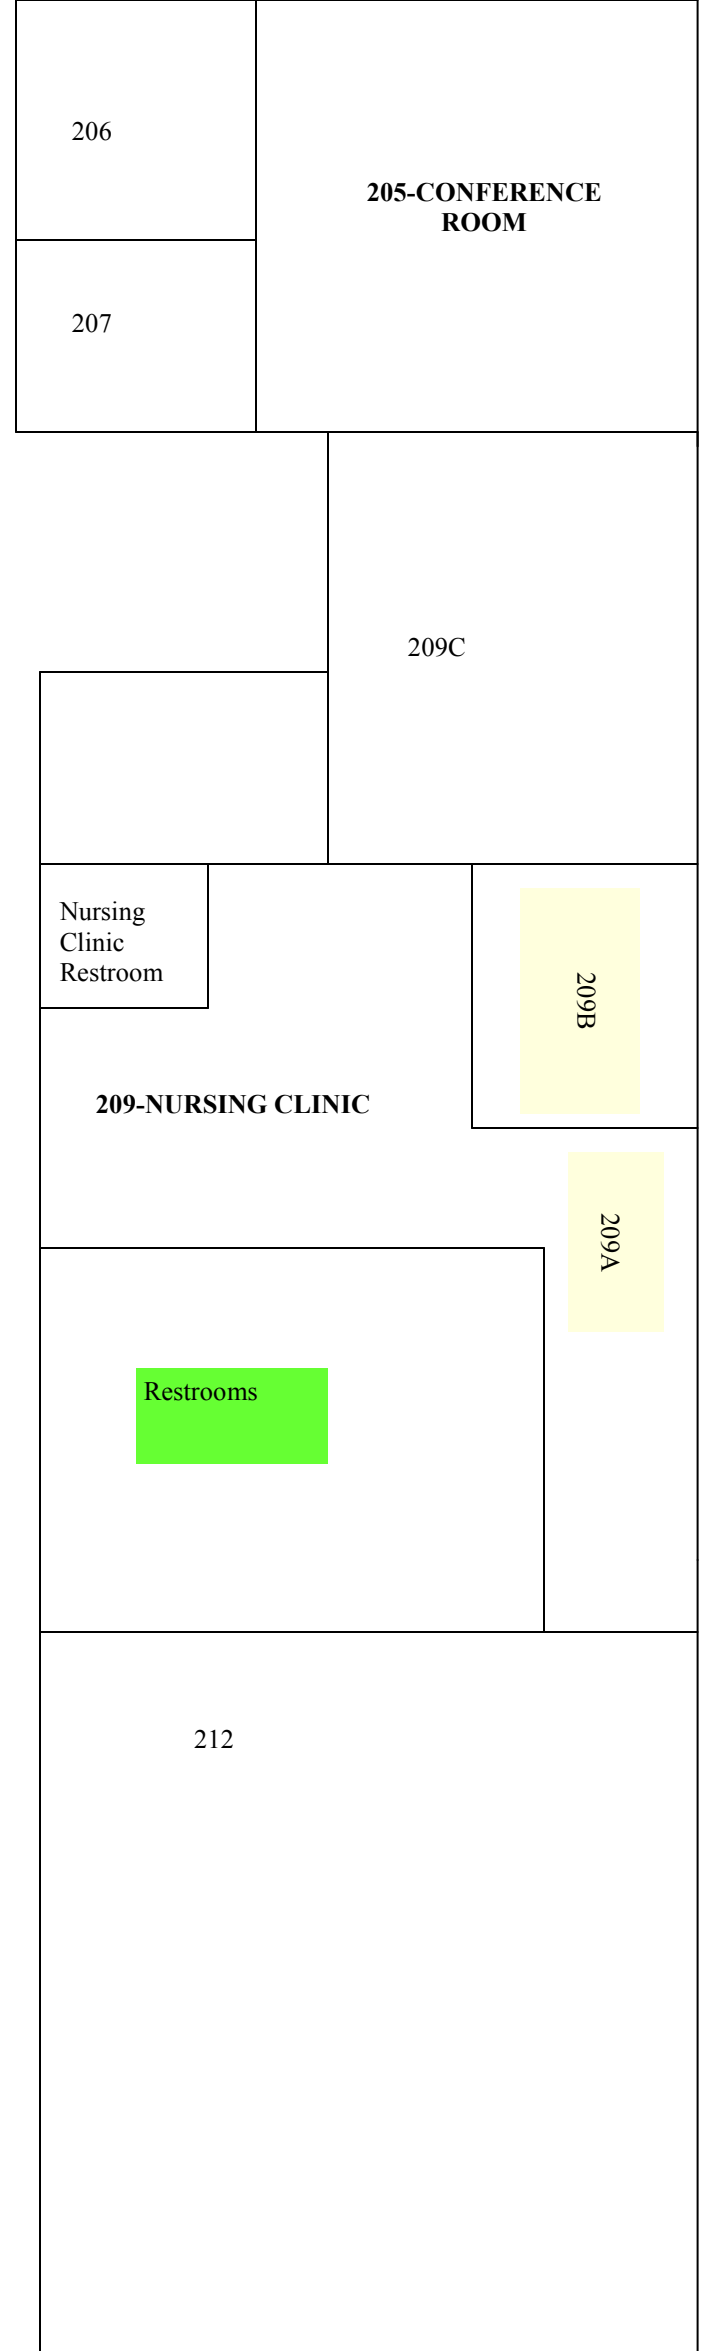 206
205-CONFERENCE
ROOM
207
209C
Nursing
Clinic
Restroom
209B
209-NURSING CLINIC
209A
Restrooms
212